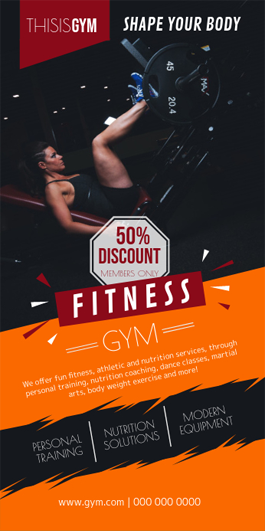 THISISGYM
SHAPE YOUR BODY
45
20.4
50%
DISCOUNT
MEMBERS ONLY
FITNESS
GYM
We offer fun fitness, athletic and nutrition services, through
personal training, nutrition coaching, dance classes, martial
arts, body weight exercise and more!
PERSONAL
TRAINING
NUTRITION
SOLUTIONS
MODERN
EQUIPMENT
www.gym.com | 000 000 0000